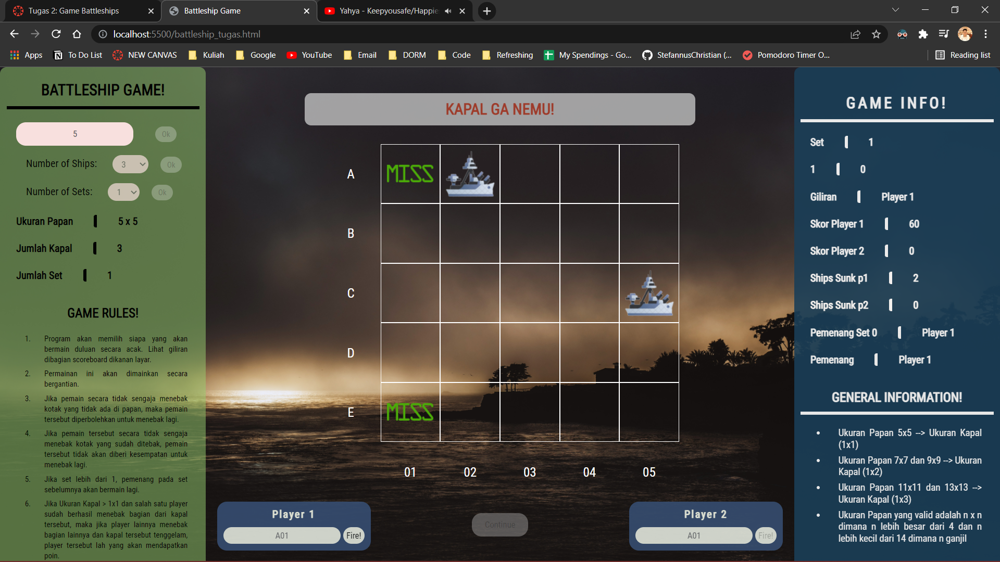 Tugas 2: Game Battleships
Battleship Game
Yahya - Keepyousafe/Happie
localhost:5500/battleship_tugas.html
Apps
To Do List
NEW CANVAS
Kuliah
Google
YouTube
Email
DORM
Code
Refreshing
My Spendings - Go...
StefannusChristian (...
Pomodoro Timer O...
Reading list
BATTLESHIP GAME!
5 Ok
Number of Ships: 3 Ok
Number of Sets: 1 Ok
Ukuran Papan 5 x 5
Jumlah Kapal 3
Jumlah Set 1
GAME RULES!
1. Program akan memilih siapa yang akan
bermain duluan secara acak. Lihat giliran
dibagian scoreboard dikanan layar.
2. Permainan ini akan dimainkan secara
bergantian.
3. Jika pemain secara tidak sengaja menebak
kotak yang tidak ada di papan, maka pemain
tersebut diperbolehkan untuk menebak lagi.
4. Jika pemain tersebut secara tidak sengaja
menebak kotak yang sudah ditebak, pemain
tersebut tidak akan diberi kesempatan untuk
menebak lagi.
5. Jika set lebih dari 1, pemenang pada set
sebelumnya akan bermain lagi.
6. Jika Ukuran Kapal > 1x1 dan salah satu player
sudah berhasil menebak bagian dari kapal
tersebut, maka jika player lainnya menebak
bagian lainnya dan kapal tersebut tenggelam,
player tersebut lah yang akan mendapatkan
poin.
KAPAL GA NEMU!
A MISS
B
C
D
E MISS
01 02 03 04 05
Player 1
A01 Fire!
Continue
Player 2
A01 Fire!
GAME INFO!
Set 1
1 0
Giliran Player 1
Skor Player 1 60
Skor Player 2 0
Ships Sunk p1 2
Ships Sunk p2 0
Pemenang Set 0 Player 1
Pemenang Player 1
GENERAL INFORMATION!
• Ukuran Papan 5x5 --> Ukuran Kapal
(1x1)
• Ukuran Papan 7x7 dan 9x9 --> Ukuran
Kapal (1x2)
• Ukuran Papan 11x11 dan 13x13 -->
Ukuran Kapal (1x3)
• Ukuran Papan yang valid adalah n x n
dimana n lebih besar dari 4 dan n
lebih kecil dari 14 dimana n ganjil